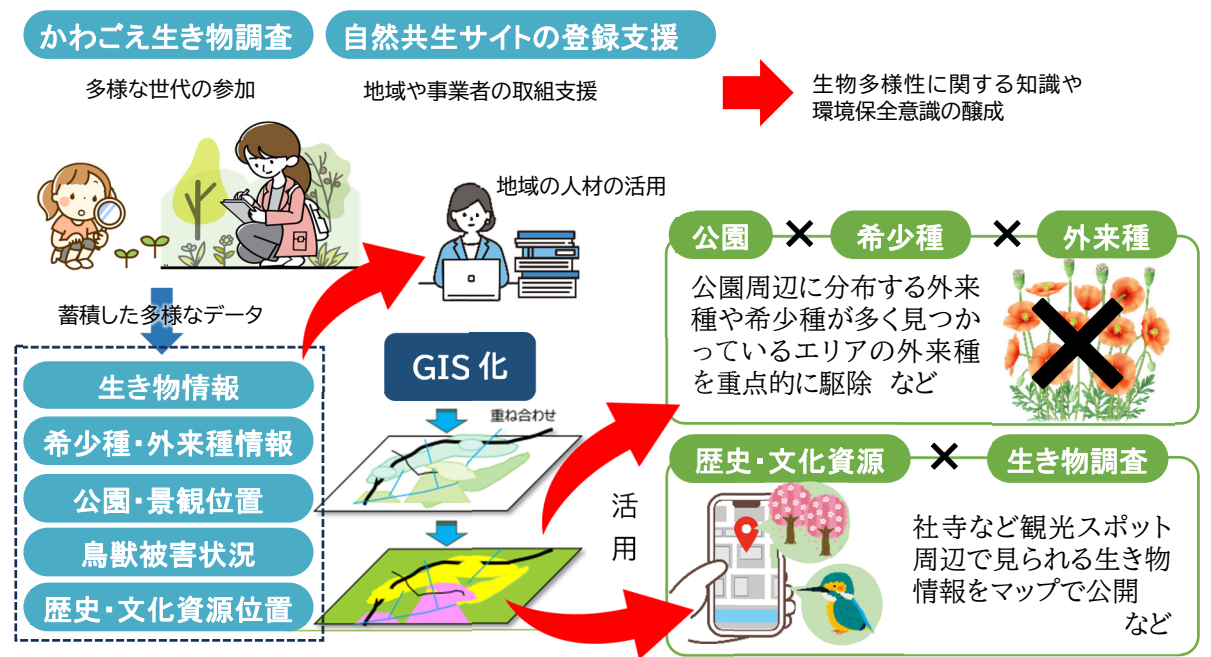 かわごえ生き物調査
自然共生サイトの登録支援
多様な世代の参加
地域や事業者の取組支援
生物多様性に関する知識や
環境保全意識の醸成
地域の人材の活用
蓄積した多様なデータ
生き物情報
希少種・外来種情報
公園・景観位置
鳥獣被害状況
歴史・文化資源位置
GIS 化
重ね合わせ
活
用
公園 × 希少種 × 外来種
公園周辺に分布する外来
種や希少種が多く見つか
っているエリアの外来種
を重点的に駆除 など
歴史・文化資源 × 生き物調査
社寺など観光スポット
周辺で見られる生き物
情報をマップで公開
など